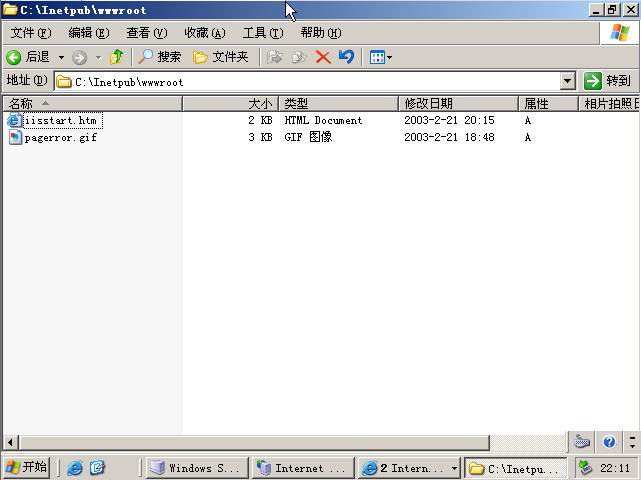 C:\Inetpub\wwwroot
文件(F) 编辑(E) 查看(V) 收藏(A) 工具(T) 帮助(H)
后退 搜索 文件夹
地址(D) C:\Inetpub\wwwroot 转到
名称 大小 类型 修改日期 属性 相片拍照日
iisstart.htm 2 KB HTML Document 2003-2-21 20:15 A
pagerror.gif 3 KB GIF 图像 2003-2-21 18:48 A
开始 Windows S... Internet ... 2 Intern... C:\Inetpu... 22:11